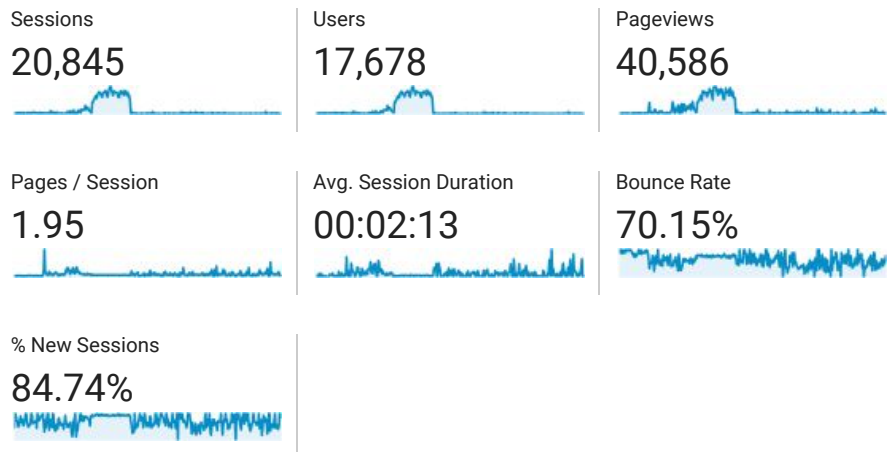 Sessions
20,845
Users
17,678
Pageviews
40,586
Pages / Session
1.95
Avg. Session Duration
00:02:13
Bounce Rate
70.15%
% New Sessions
84.74%